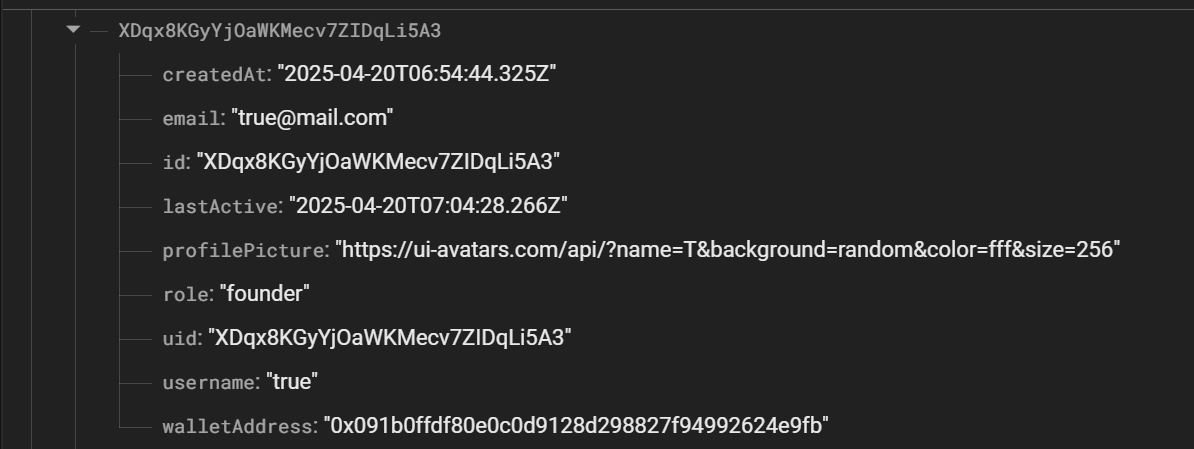 XDqx8KGyYjOaWKMecv7ZIDqLi5A3
createdAt: "2025-04-20T06:54:44.325Z"
email: "true@mail.com"
id: "XDqx8KGyYjOaWKMecv7ZIDqLi5A3"
lastActive: "2025-04-20T07:04:28.266Z"
profilePicture: "https://ui-avatars.com/api/?name=T&background=random&color=fff&size=256"
role: "founder"
uid: "XDqx8KGyYjOaWKMecv7ZIDqLi5A3"
username: "true"
walletAddress: "0x091b0ffdf80e0c0d9128d298827f94992624e9fb"